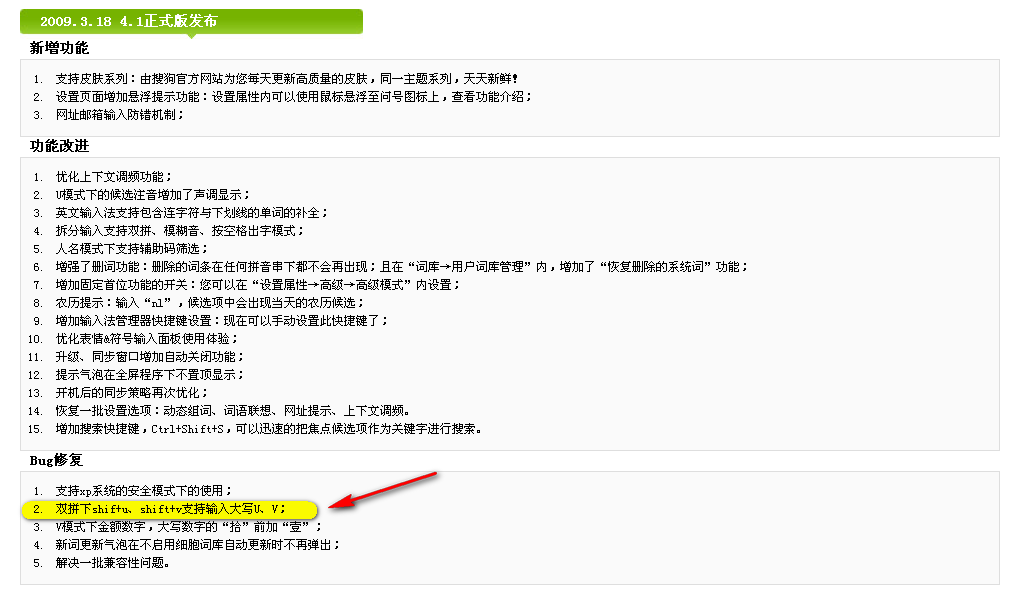 2009.3.18 4.1正式版发布
新增功能
1. 支持皮肤系列：由搜狗官方网站为您每天更新高质量的皮肤，同一主题系列，天天新鲜！
2. 设置页面增加悬浮提示功能：设置属性内可以使用鼠标悬浮至问号图标上，查看功能介绍；
3. 网址邮箱输入防错机制；
功能改进
1. 优化上下文调频功能；
2. U模式下的候选注音增加了声调显示；
3. 英文输入法支持包含连字符与下划线的单词的补全；
4. 拆分输入支持双拼、模糊音、按空格出字模式；
5. 人名模式下支持辅助码筛选；
6. 增强了删词功能：删除的词条在任何拼音串下都不会再出现；且在“词库→用户词库管理”内，增加了“恢复删除的系统词”功能；
7. 增加固定首位功能的开关：您可以在“设置属性→高级→高级模式”内设置；
8. 农历提示：输入“nl”，候选项中会出现当天的农历候选；
9. 增加输入法管理器快捷键设置：现在可以手动设置此快捷键了；
10. 优化表情&符号输入面板使用体验；
11. 升级、同步窗口增加自动关闭功能；
12. 提示气泡在全屏程序下不置顶显示；
13. 开机后的同步策略再次优化；
14. 恢复一批设置选项：动态组词、词语联想、网址提示、上下文调频。
15. 增加搜索快捷键，Ctrl+Shift+S，可以迅速的把焦点候选项作为关键字进行搜索。
Bug修复
1. 支持xp系统的安全模式下的使用；
2. 双拼下shif+u、shift+v支持输入大写U、V；
3. V模式下金额数字，大写数字的“拾”前加“壹”；
4. 新词更新气泡在不启用细胞词库自动更新时不再弹出；
5. 解决一批兼容性问题。